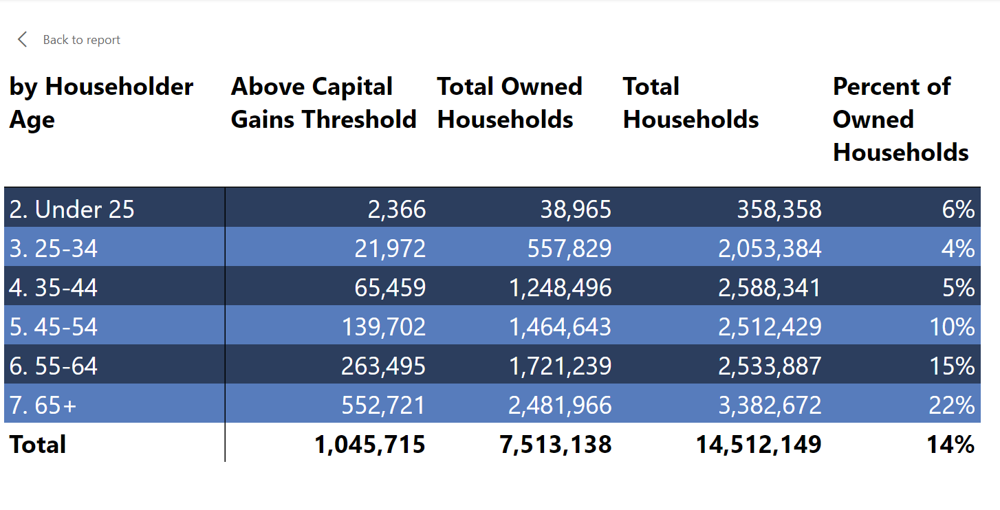 Back to report
by Householder Age Above Capital Gains Threshold Total Owned Households Total Households Percent of Owned Households
2. Under 25 2,366 38,965 358,358 6%
3. 25-34 21,972 557,829 2,053,384 4%
4. 35-44 65,459 1,248,496 2,588,341 5%
5. 45-54 139,702 1,464,643 2,512,429 10%
6. 55-64 263,495 1,721,239 2,533,887 15%
7. 65+ 552,721 2,481,966 3,382,672 22%
Total 1,045,715 7,513,138 14,512,149 14%